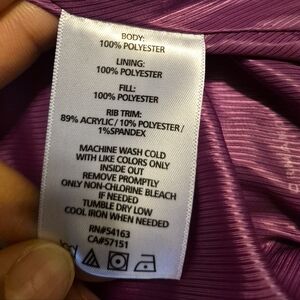 BODY:
100% POLYESTER
LINING:
100% POLYESTER
FILL:
100% POLYESTER
RIB TRIM:
89% ACRYLIC / 10% POLYESTER /
1%SPANDEX
MACHINE WASH COLD
WITH LIKE COLORS ONLY
INSIDE OUT
REMOVE PROMPTLY
ONLY NON-CHLORINE BLEACH
IF NEEDED
TUMBLE DRY LOW
COOL IRON WHEN NEEDED
RN#54163
CA#57151